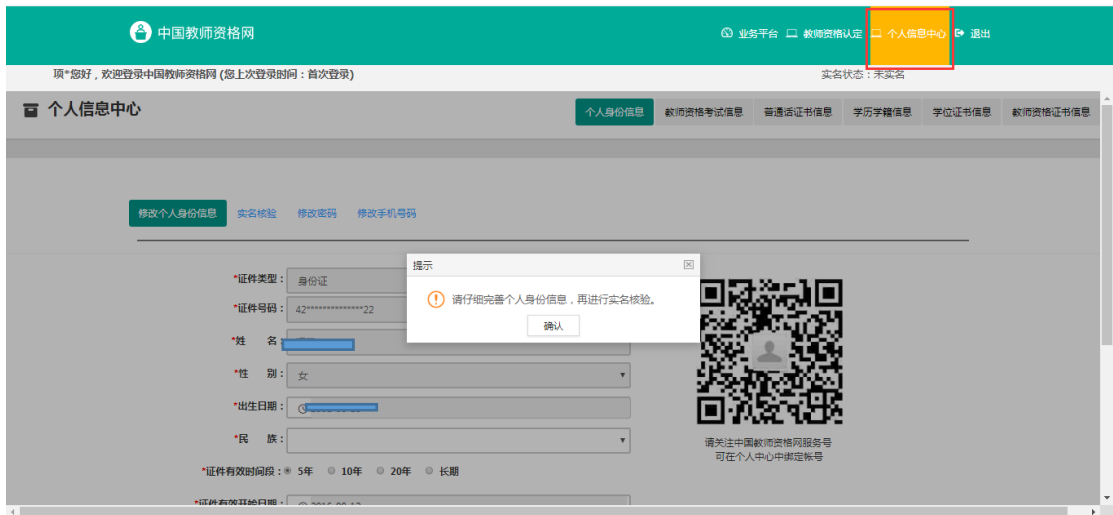 中国教师资格网
业务平台 教师资格认定 个人信息中心 退出
项*您好，欢迎登录中国教师资格网 (您上次登录时间：首次登录)
实名状态：未实名
个人信息中心
个人身份信息 教师资格考试信息 普通话证书信息 学历学籍信息 学位证书信息 教师资格证书信息
修改个人身份信息 实名核验 修改密码 修改手机号码
提示
请仔细完善个人身份信息，再进行实名核验。
确认
*证件类型： 身份证
*证件号码： 42**************22
*姓 名：
*性 别： 女
*出生日期：
*民 族：
*证件有效时间段： 5年 10年 20年 长期
*证件有效开始日期：
请关注中国教师资格网服务号
可在个人中心中绑定帐号